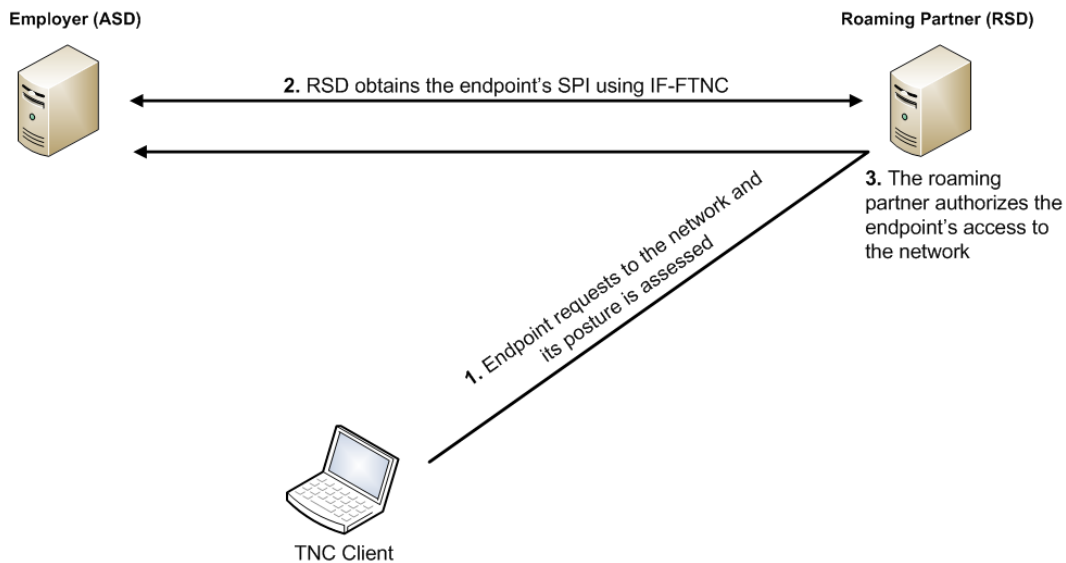 Employer (ASD)
Roaming Partner (RSD)
2. RSD obtains the endpoint's SPI using IF-FTNC
3. The roaming
partner authorizes the
endpoint's access to
the network
1. Endpoint requests to the network and
its posture is assessed
TNC Client